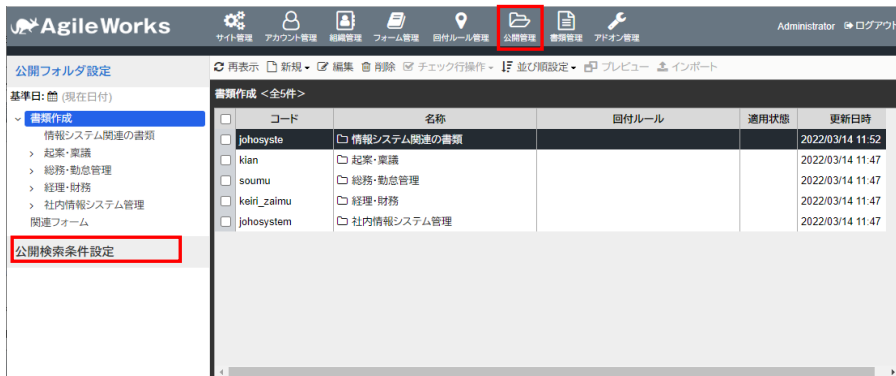 AgileWorks
サイト管理 アカウント管理 組織管理 フォーム管理 回付ルール管理 公開管理 書類管理 アドオン管理
Administrator ログアウト
公開フォルダ設定
再表示 新規 編集 削除 チェック行操作 並び順設定 プレビュー インポート
基準日: (現在日付)
書類作成 <全5件>
書類作成
情報システム関連の書類
起案・稟議
総務・勤怠管理
経理・財務
社内情報システム管理
関連フォーム
公開検索条件設定
コード 名称 回付ルール 適用状態 更新日時
johosyste 情報システム関連の書類 2022/03/14 11:52
kian 起案・稟議 2022/03/14 11:47
soumu 総務・勤怠管理 2022/03/14 11:47
keiri_zaimu 経理・財務 2022/03/14 11:47
johosystem 社内情報システム管理 2022/03/14 11:47